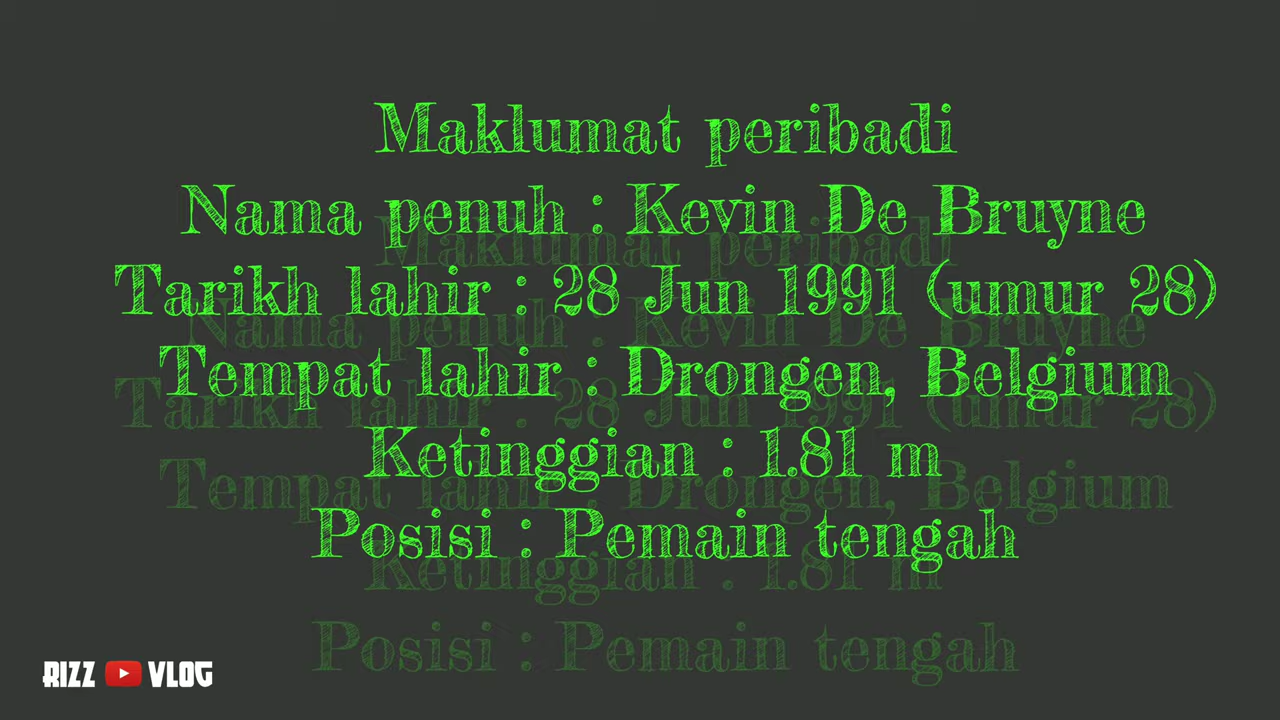 Maklumat peribadi
Nama penuh : Kevin De Bruyne
Tarikh lahir : 28 Jun 1991 (umur 28)
Tempat lahir : Drongen, Belgium
Ketinggian : 1.81 m
Posisi : Pemain tengah
RIZZ VLOG